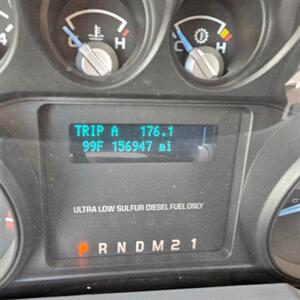 C H
C
TRIP A 176.1
99F 156947 mi
ULTRA LOW SULFUR DIESEL FUEL ONLY
P R N D M 2 1